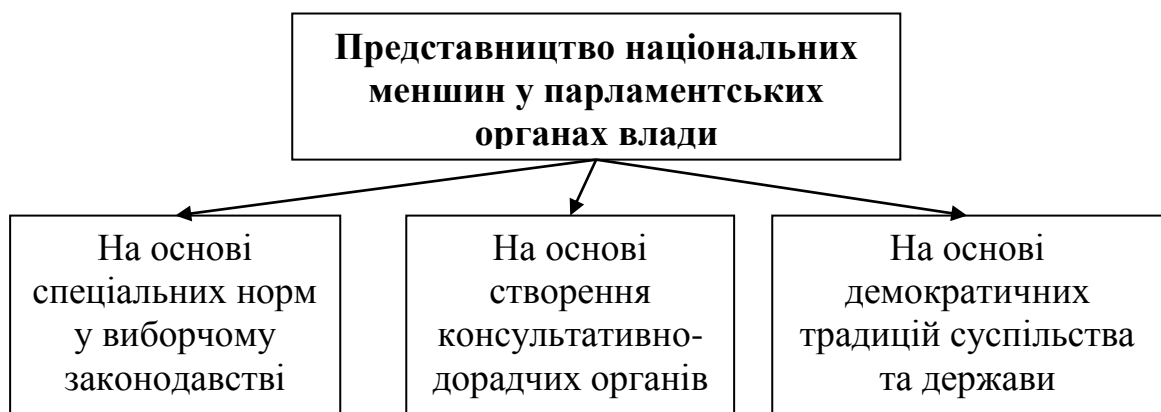 Представництво національних
меншин у парламентських
органах влади
На основі
спеціальних норм
у виборчому
законодавстві
На основі
створення
консультативно-
дорадчих органів
На основі
демократичних
традицій суспільства
та держави